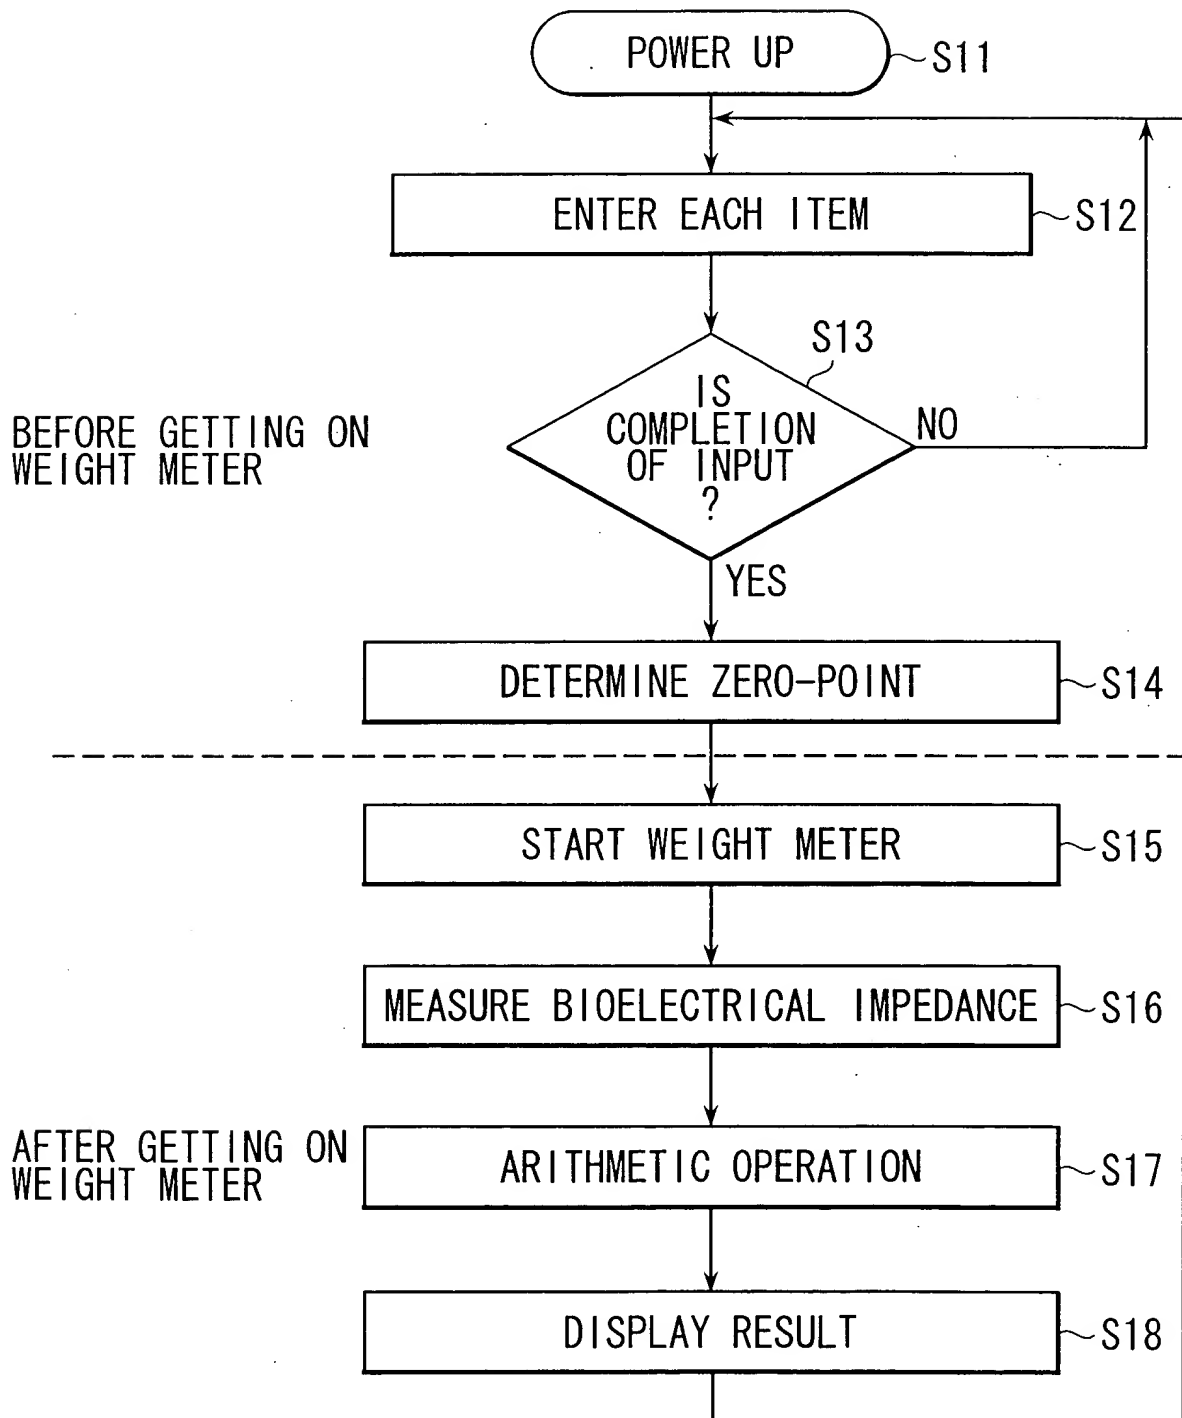 POWER UP
S11
ENTER EACH ITEM
S12
S13
IS
COMPLETION
OF INPUT
?
NO
BEFORE GETTING ON
WEIGHT METER
YES
DETERMINE ZERO-POINT
S14
START WEIGHT METER
S15
MEASURE BIOELECTRICAL IMPEDANCE
S16
AFTER GETTING ON
WEIGHT METER
ARITHMETIC OPERATION
S17
DISPLAY RESULT
S18